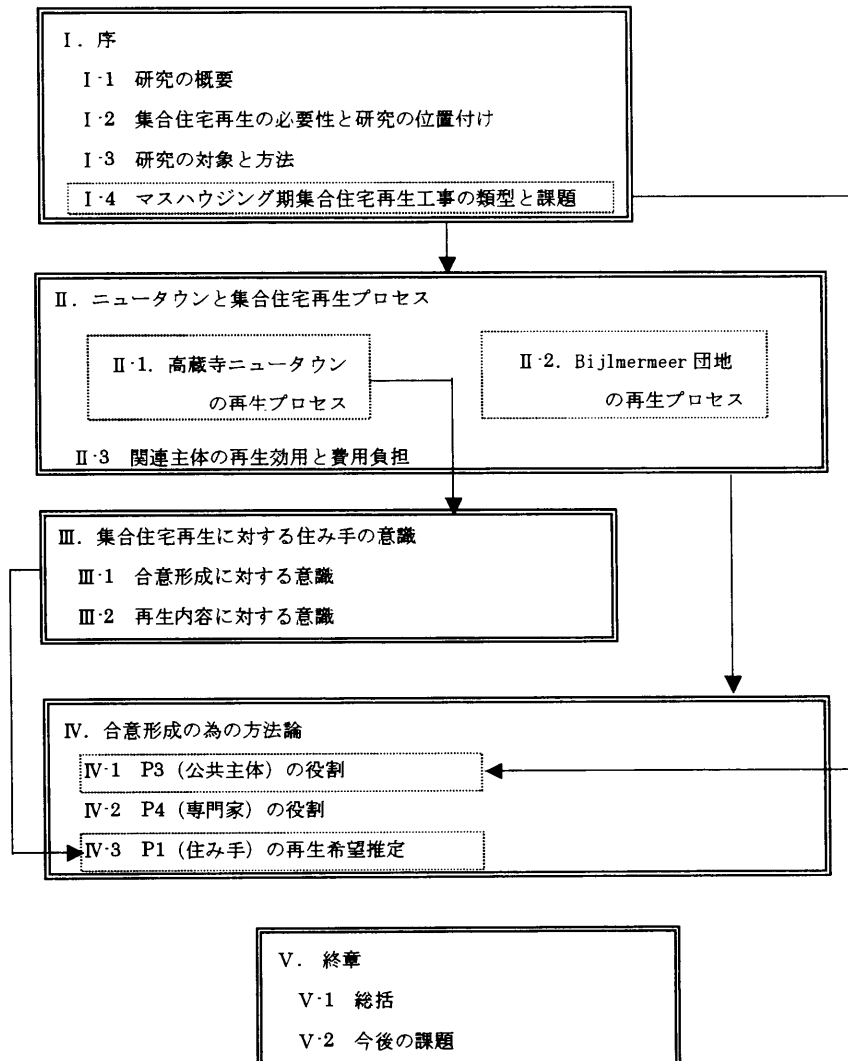 Ⅰ．序
Ⅰ-1 研究の概要
Ⅰ-2 集合住宅再生の必要性と研究の位置付け
Ⅰ-3 研究の対象と方法
Ⅰ-4 マスハウジング期集合住宅再生工事の類型と課題
Ⅱ．ニュータウンと集合住宅再生プロセス
Ⅱ-1．高蔵寺ニュータウン
の再生プロセス
Ⅱ-2．Bijlmermeer 団地
の再生プロセス
Ⅱ-3 関連主体の再生効用と費用負担
Ⅲ．集合住宅再生に対する住み手の意識
Ⅲ-1 合意形成に対する意識
Ⅲ-2 再生内容に対する意識
Ⅳ．合意形成の為の方法論
Ⅳ-1 P3（公共主体）の役割
Ⅳ-2 P4（専門家）の役割
Ⅳ-3 P1（住み手）の再生希望推定
Ⅴ．終章
Ⅴ-1 総括
Ⅴ-2 今後の課題